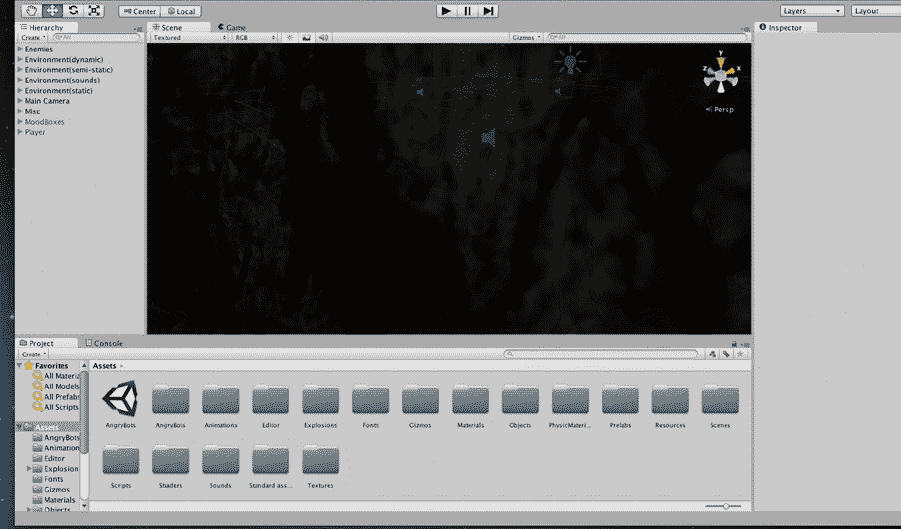 Center Local Layers Layout
Hierarchy Scene Game Inspector
Create All Textured RGB Gizmos All
Enemies
Environment(dynamic)
Environment(semi-static)
Environment(sounds)
Environment(static)
Main Camera
Misc
MoodBoxes
Player
y
z x
Persp
Project Console
Create
Favorites Assets
All Materia
All Models
All Prefabs
All Scripts
Assets
AngryBots
Animation
Editor
Explosion
Fonts
Gizmos
Materials
Objects
AngryBots AngryBots Animations Editor Explosions Fonts Gizmos Materials Objects PhysicMateri... Prefabs Resources Scenes
Scripts Shaders Sounds Standard ass... Textures